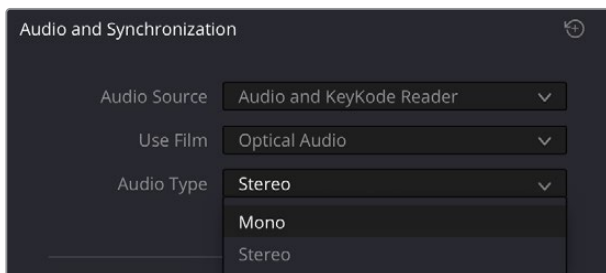 Audio and Synchronization
Audio Source Audio and KeyKode Reader
Use Film Optical Audio
Audio Type Stereo
Mono
Stereo